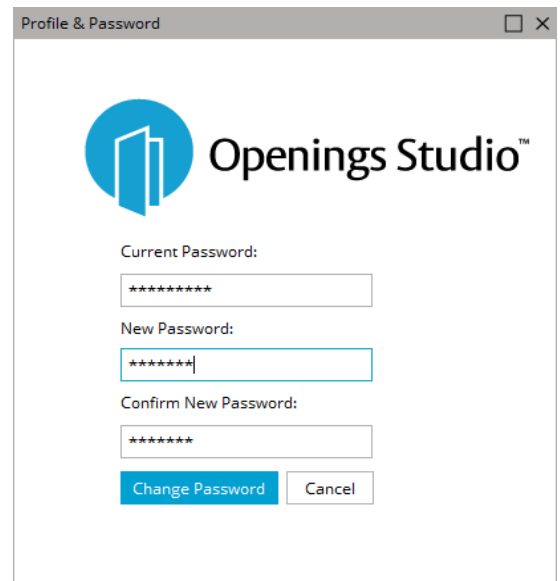 Profile & Password
Openings Studio™
Current Password:
*********
New Password:
*******
Confirm New Password:
*******
Change Password Cancel